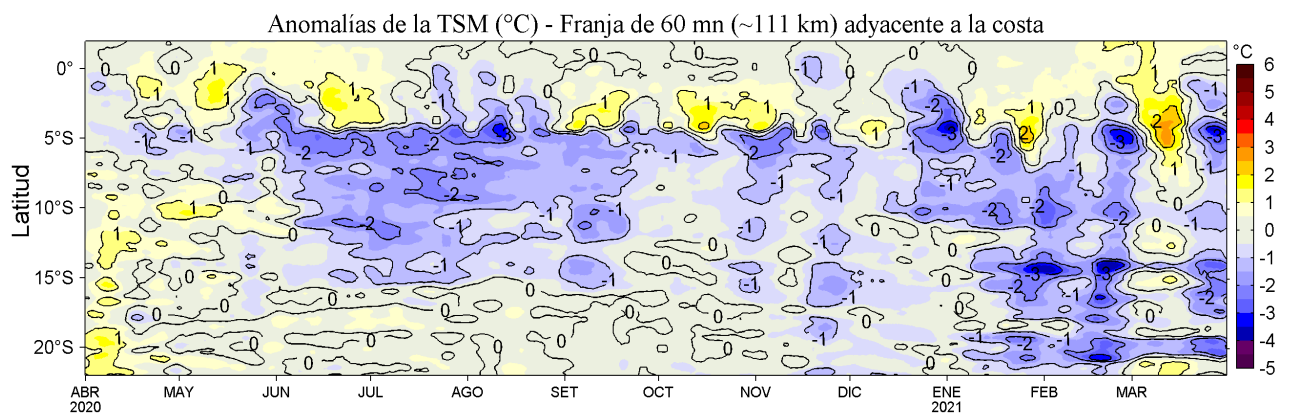 Anomalías de la TSM (°C) - Franja de 60 mn (~111 km) adyacente a la costa
°C
6
5
4
3
2
1
0
-1
-2
-3
-4
-5
Latitud
0°
5°S
10°S
15°S
20°S
ABR MAY JUN JUL AGO SET OCT NOV DIC ENE FEB MAR
2020 2021